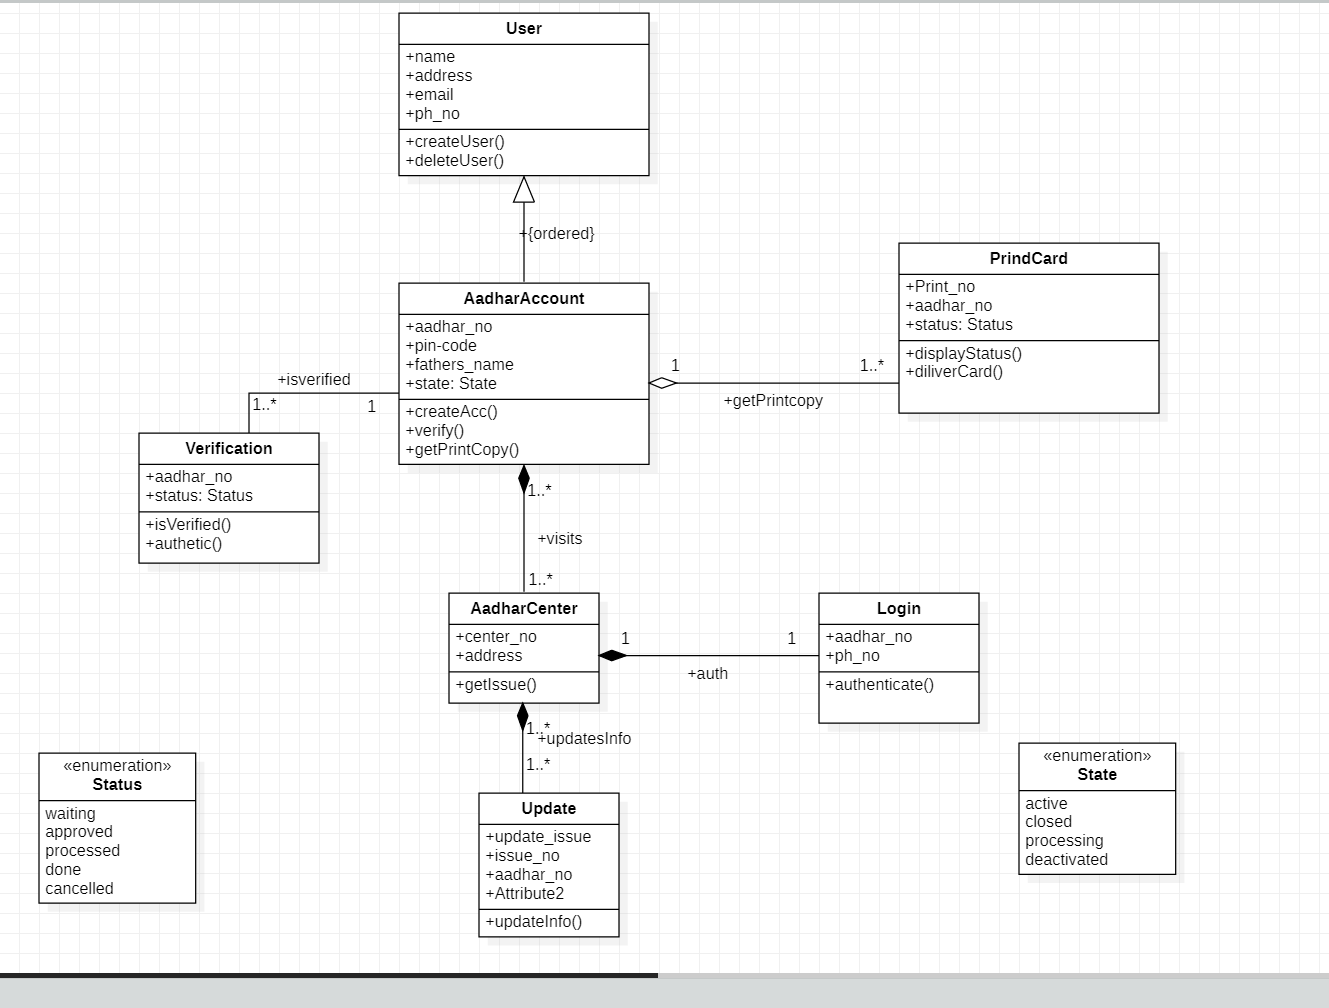 User
+name
+address
+email
+ph_no
+createUser()
+deleteUser()
+{ordered}
AadharAccount
+aadhar_no
+pin-code
+fathers_name
+state: State
+createAcc()
+verify()
+getPrintCopy()
PrindCard
+Print_no
+aadhar_no
+status: Status
+displayStatus()
+diliverCard()
1
1..*
+getPrintcopy
+isverified
1..*
1
Verification
+aadhar_no
+status: Status
+isVerified()
+authetic()
1..*
+visits
1..*
AadharCenter
+center_no
+address
+getIssue()
1
1
+auth
Login
+aadhar_no
+ph_no
+authenticate()
1..*
+updatesInfo
1..*
Update
+update_issue
+issue_no
+aadhar_no
+Attribute2
+updateInfo()
«enumeration»
Status
waiting
approved
processed
done
cancelled
«enumeration»
State
active
closed
processing
deactivated